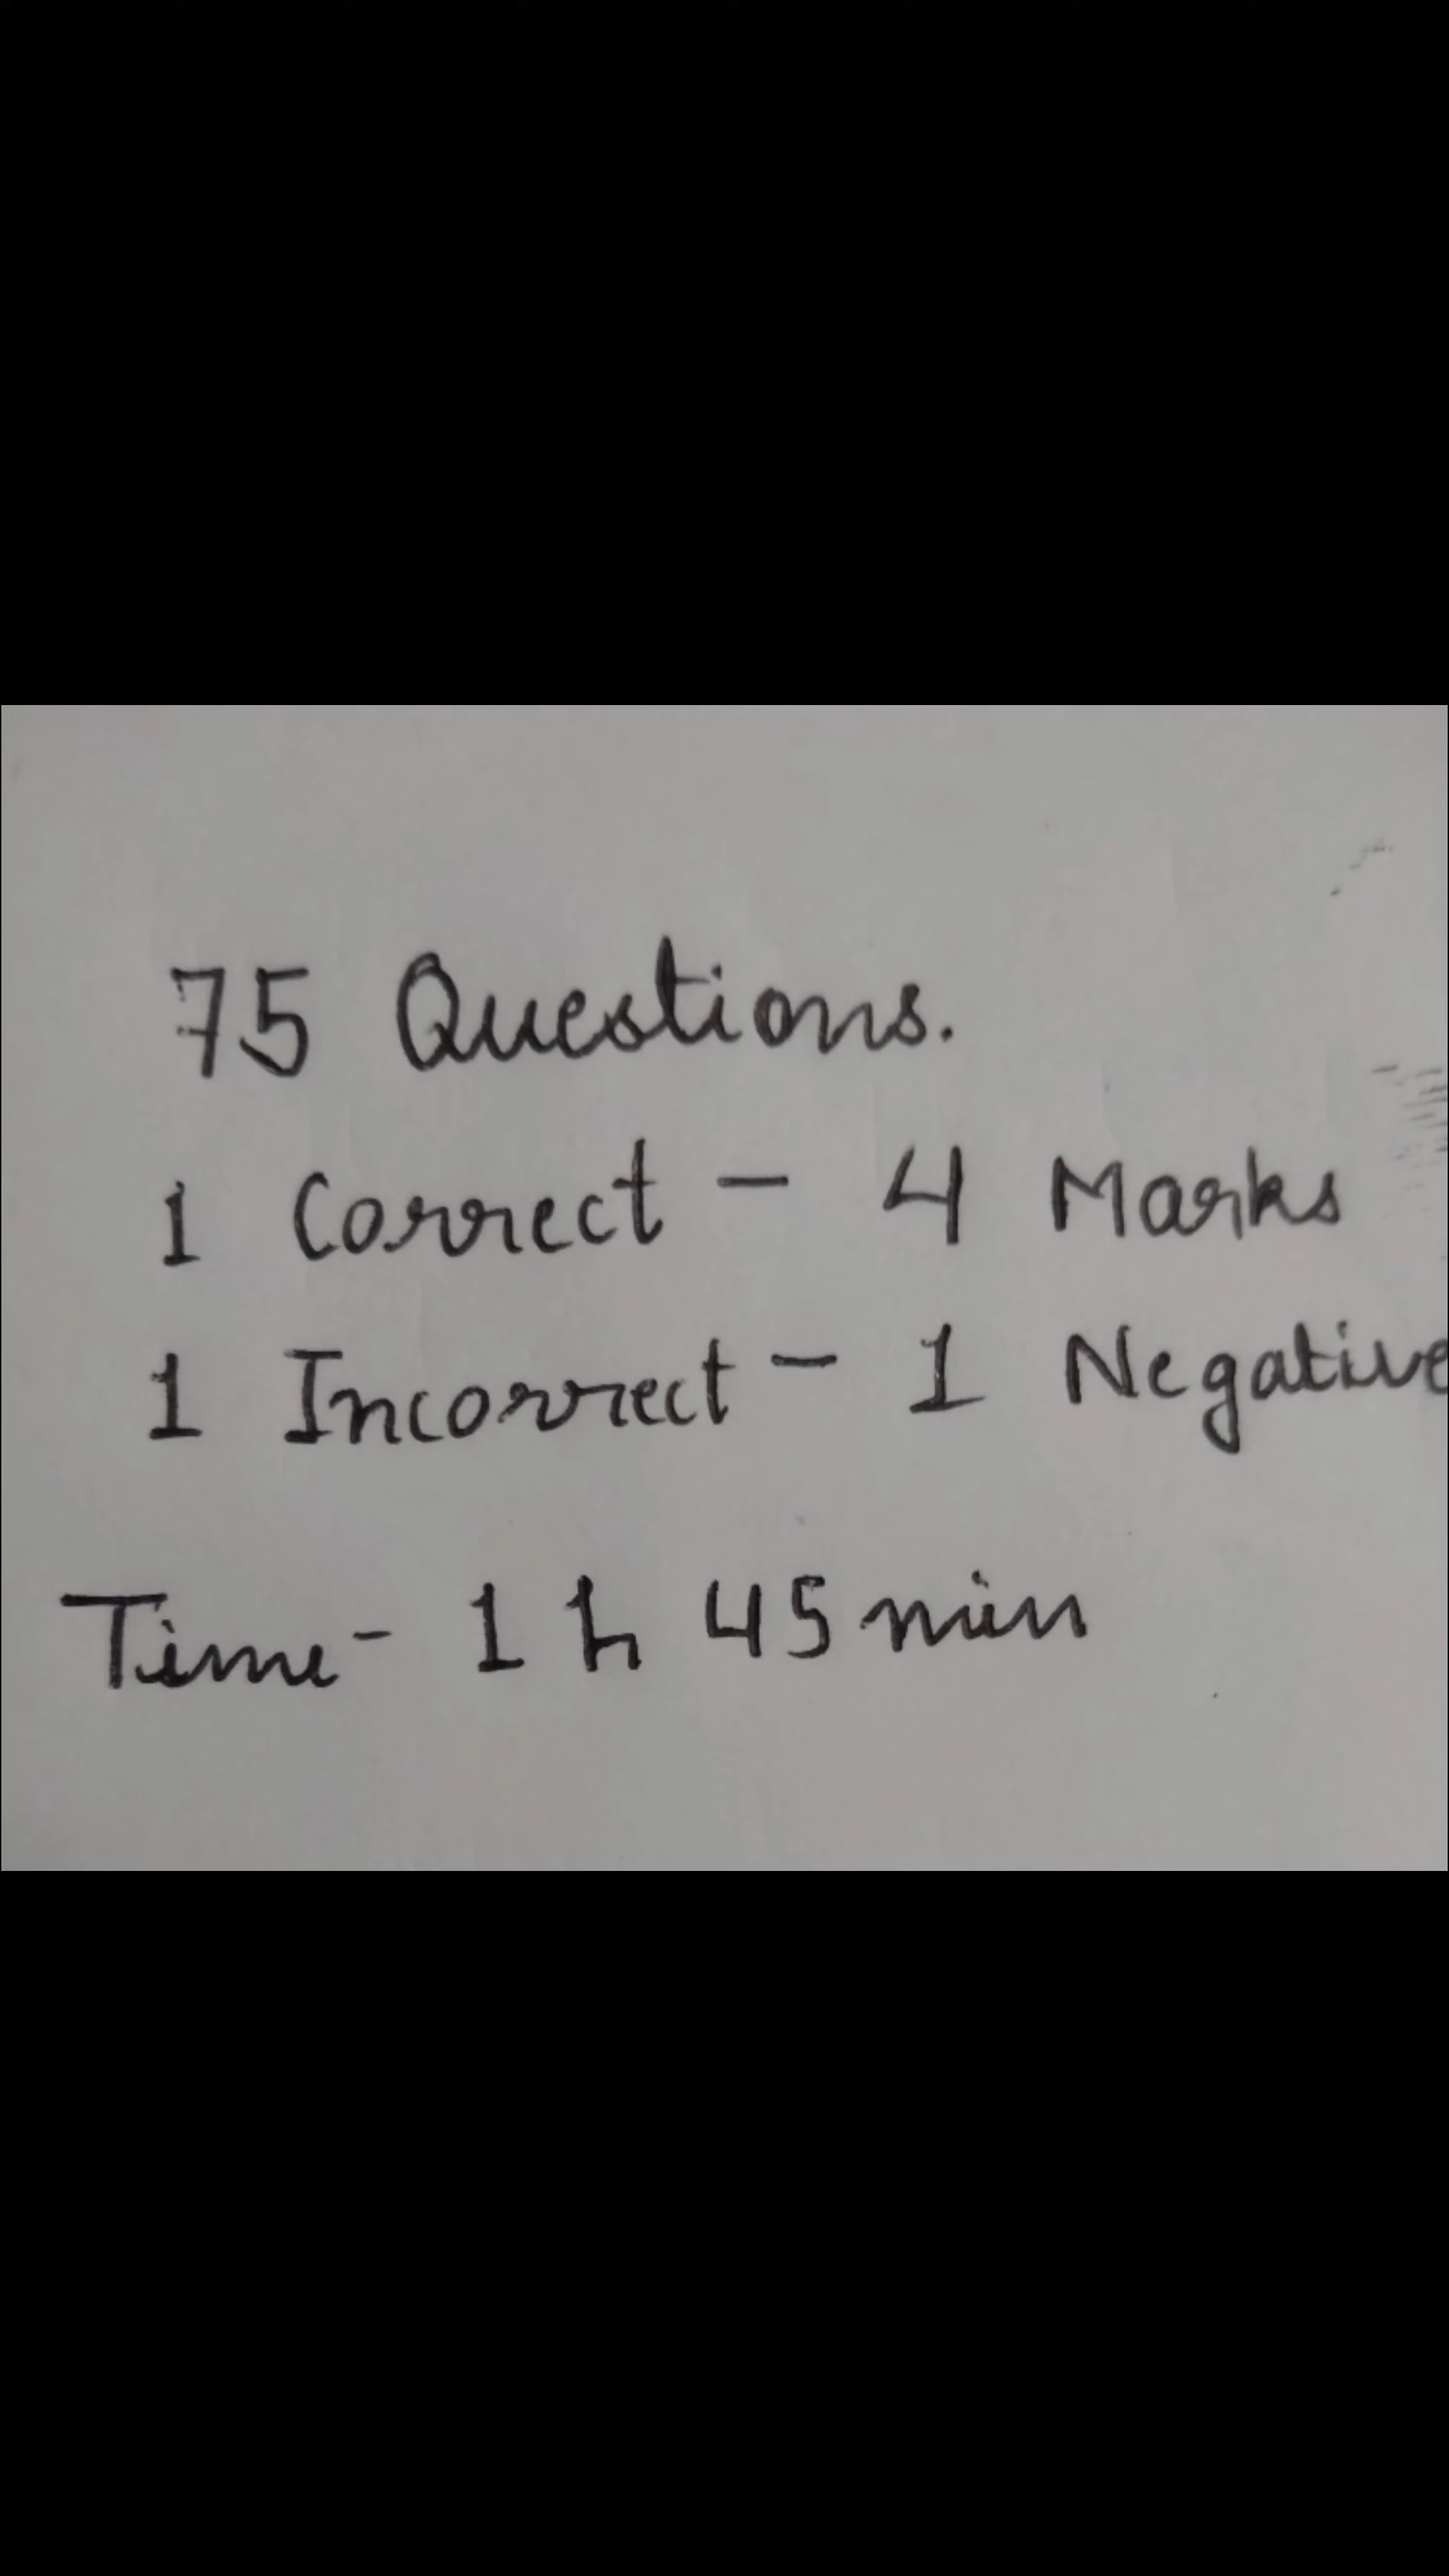 75 Questions.
1 Correct - 4 Marks
1 Incorrect - 1 Negative
Time - 1 h 45 min